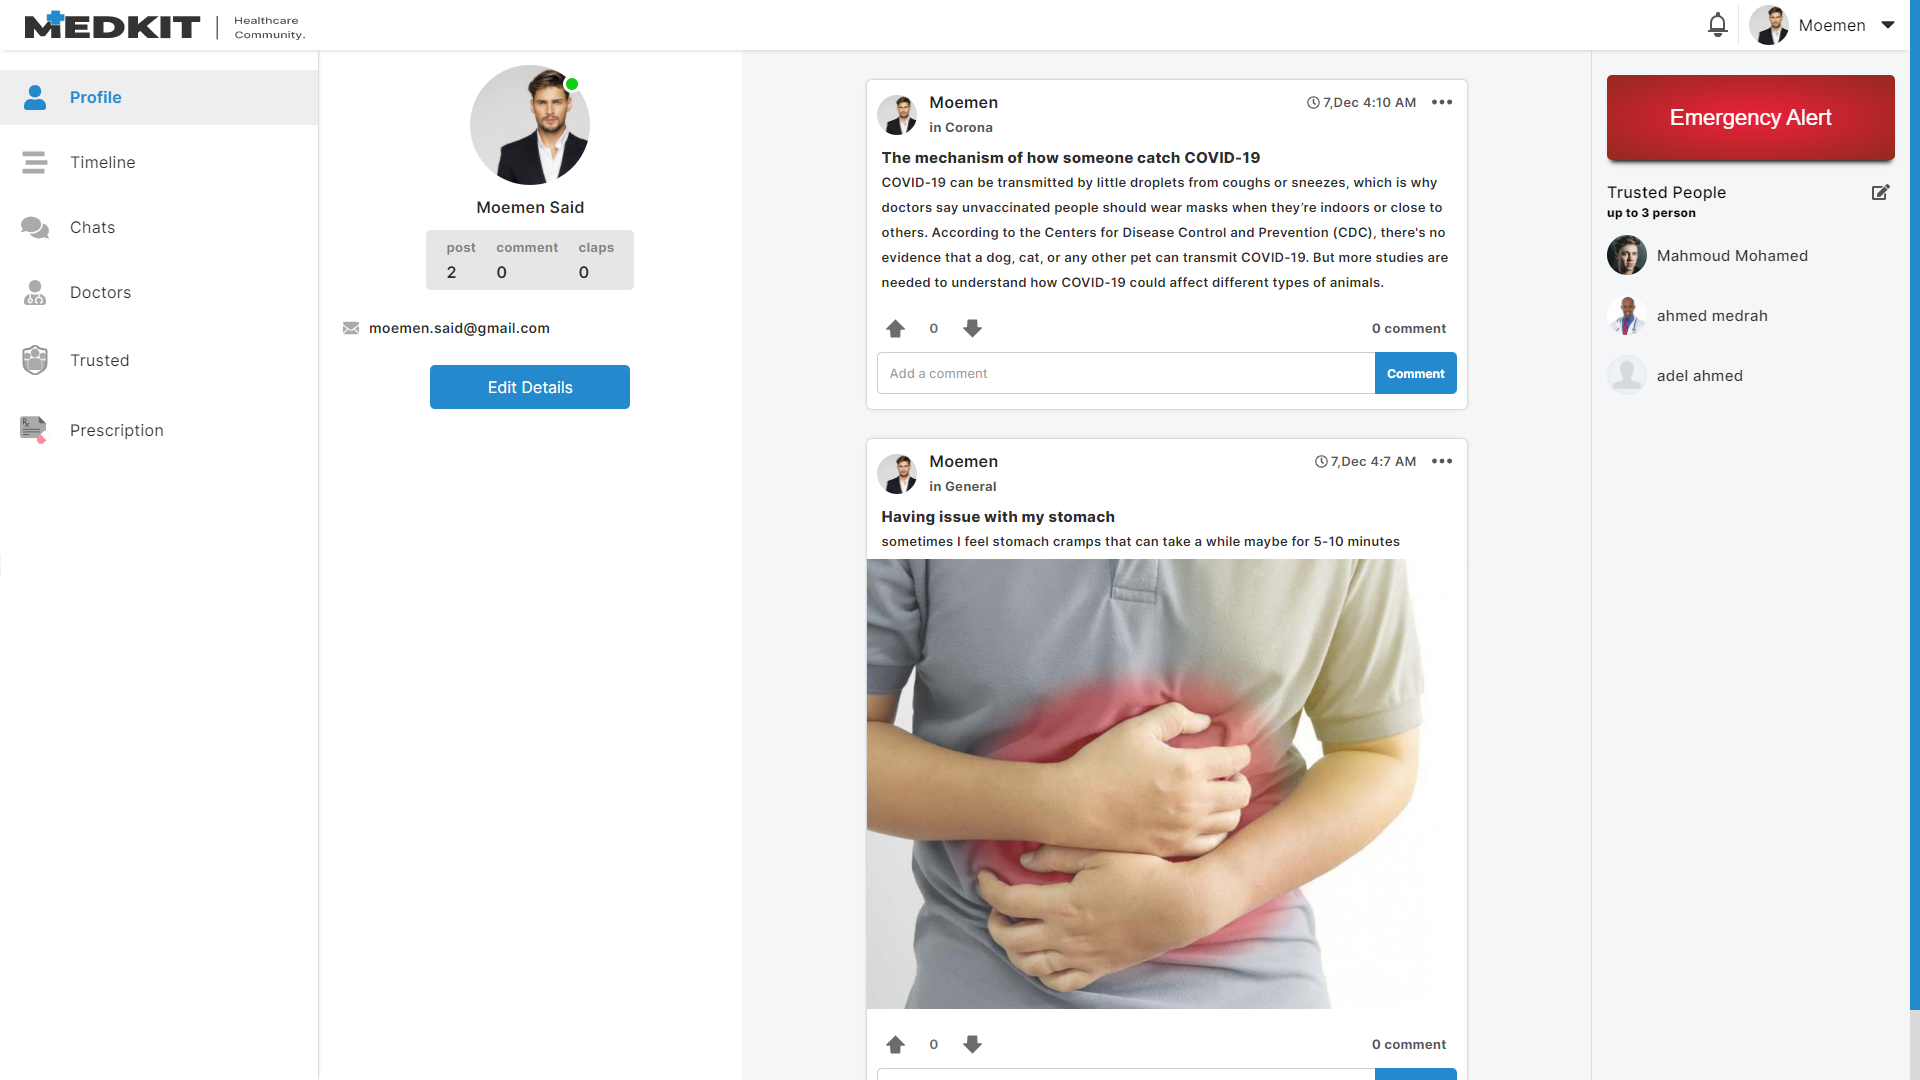 MEDKIT
Healthcare
Community.
Moemen
Profile
Timeline
Chats
Doctors
Trusted
Prescription
Moemen Said
post comment claps
2 0 0
moemen.said@gmail.com
Edit Details
Moemen
7,Dec 4:10 AM
in Corona
The mechanism of how someone catch COVID-19
COVID-19 can be transmitted by little droplets from coughs or sneezes, which is why
doctors say unvaccinated people should wear masks when they’re indoors or close to
others. According to the Centers for Disease Control and Prevention (CDC), there's no
evidence that a dog, cat, or any other pet can transmit COVID-19. But more studies are
needed to understand how COVID-19 could affect different types of animals.
0
0 comment
Add a comment
Comment
Moemen
7,Dec 4:7 AM
in General
Having issue with my stomach
sometimes I feel stomach cramps that can take a while maybe for 5-10 minutes
0
0 comment
Emergency Alert
Trusted People
up to 3 person
Mahmoud Mohamed
ahmed medrah
adel ahmed